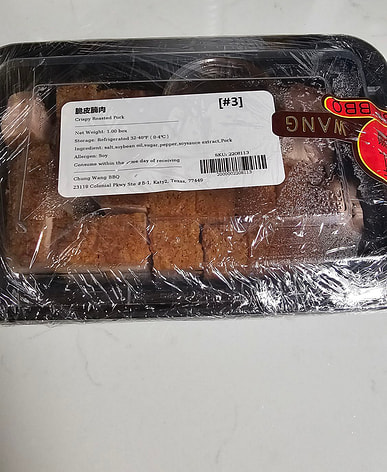 脆皮腩肉
[#3]
Crispy Roasted Pork
Net Weight: 1.00 box
Storage: Refrigerated 32-40°F ( 0-4℃)
Ingredient: salt,soybean oil,sugar,pepper,soysauce extract,Pork
Allergen: Soy
SKU: 2208113
Consume within the same day of receiving
Chung Wang BBQ
23119 Colonial Pkwy Ste #B-1, Katy2, Texas, 77449
WANG
BBQ